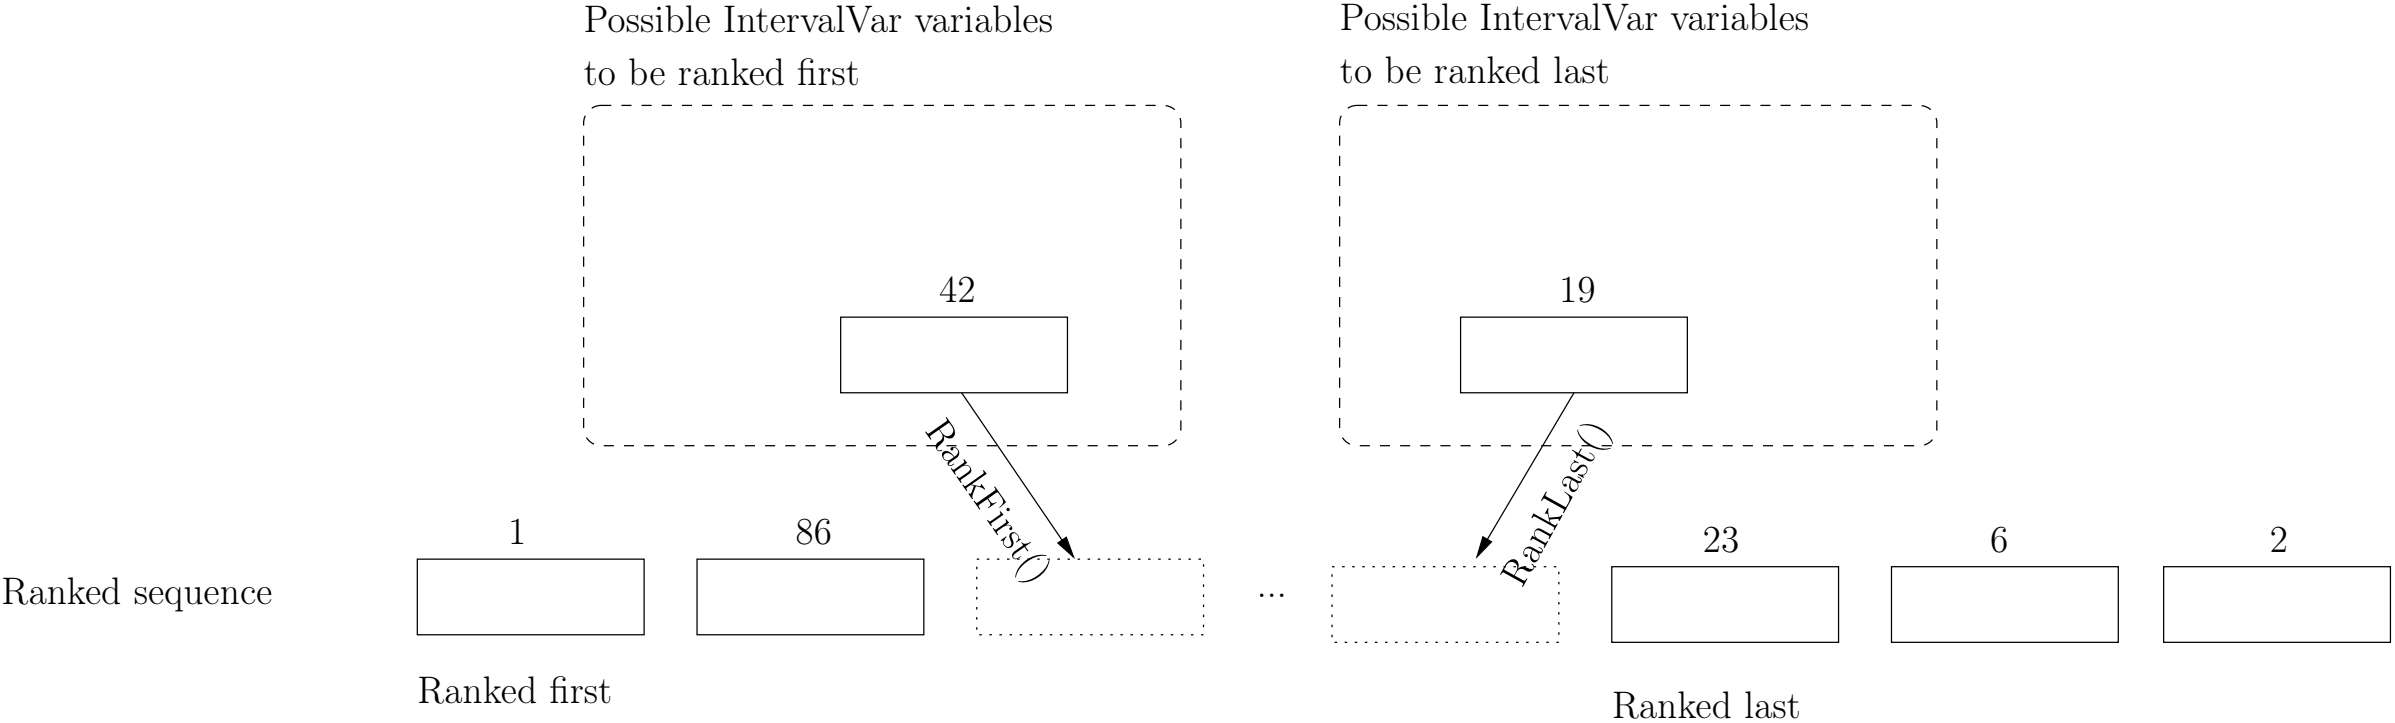 Possible IntervalVar variables
to be ranked first
Possible IntervalVar variables
to be ranked last
42
19
RankFirst()
RankLast()
1
86
23
6
2
Ranked sequence
...
Ranked first
Ranked last